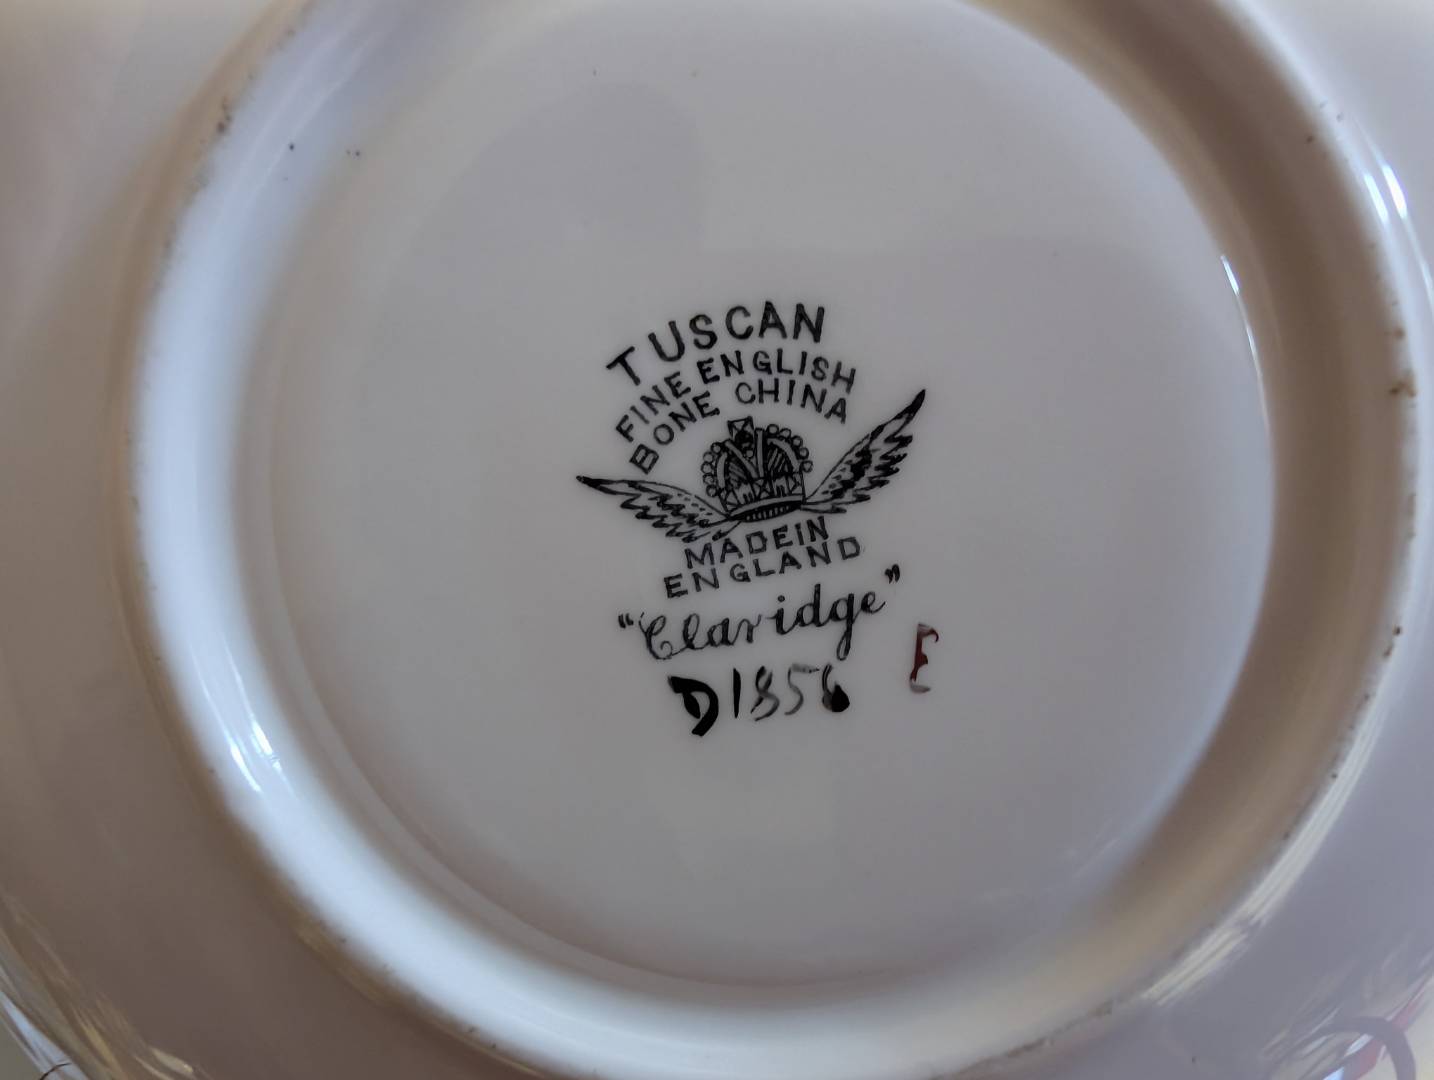 TUSCAN
FINE ENGLISH
BONE CHINA
MADE IN
ENGLAND
"Claridge"
D1856 E